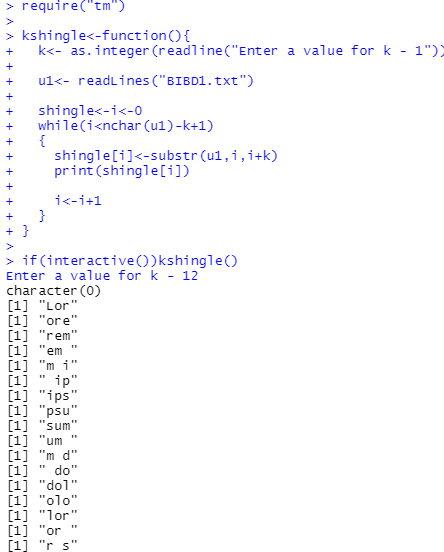 > require("tm")
>
> kshingle<-function(){
+   k<- as.integer(readline("Enter a value for k - 1"))
+
+   u1<- readLines("BIBD1.txt")
+
+   shingle<-i<-0
+   while(i<nchar(u1)-k+1)
+   {
+     shingle[i]<-substr(u1,i,i+k)
+     print(shingle[i])
+
+     i<-i+1
+   }
+ }
>
> if(interactive())kshingle()
Enter a value for k - 12
character(0)
[1] "Lor"
[1] "ore"
[1] "rem"
[1] "em "
[1] "m i"
[1] " ip"
[1] "ips"
[1] "psu"
[1] "sum"
[1] "um "
[1] "m d"
[1] " do"
[1] "dol"
[1] "olo"
[1] "lor"
[1] "or "
[1] "r s"